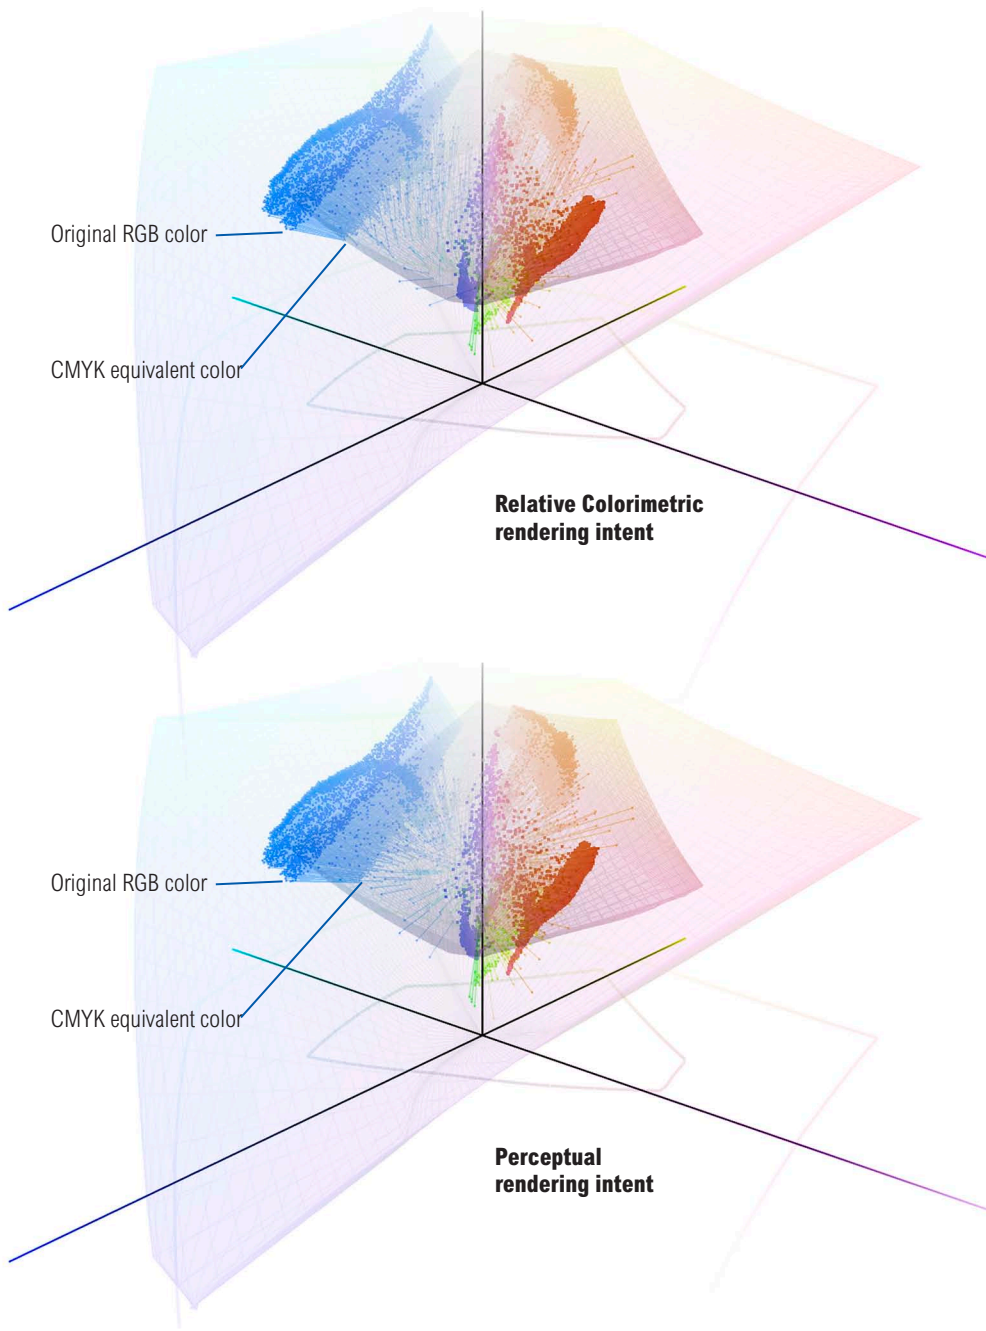 Original RGB color
CMYK equivalent color
Relative Colorimetric
rendering intent
Original RGB color
CMYK equivalent color
Perceptual
rendering intent